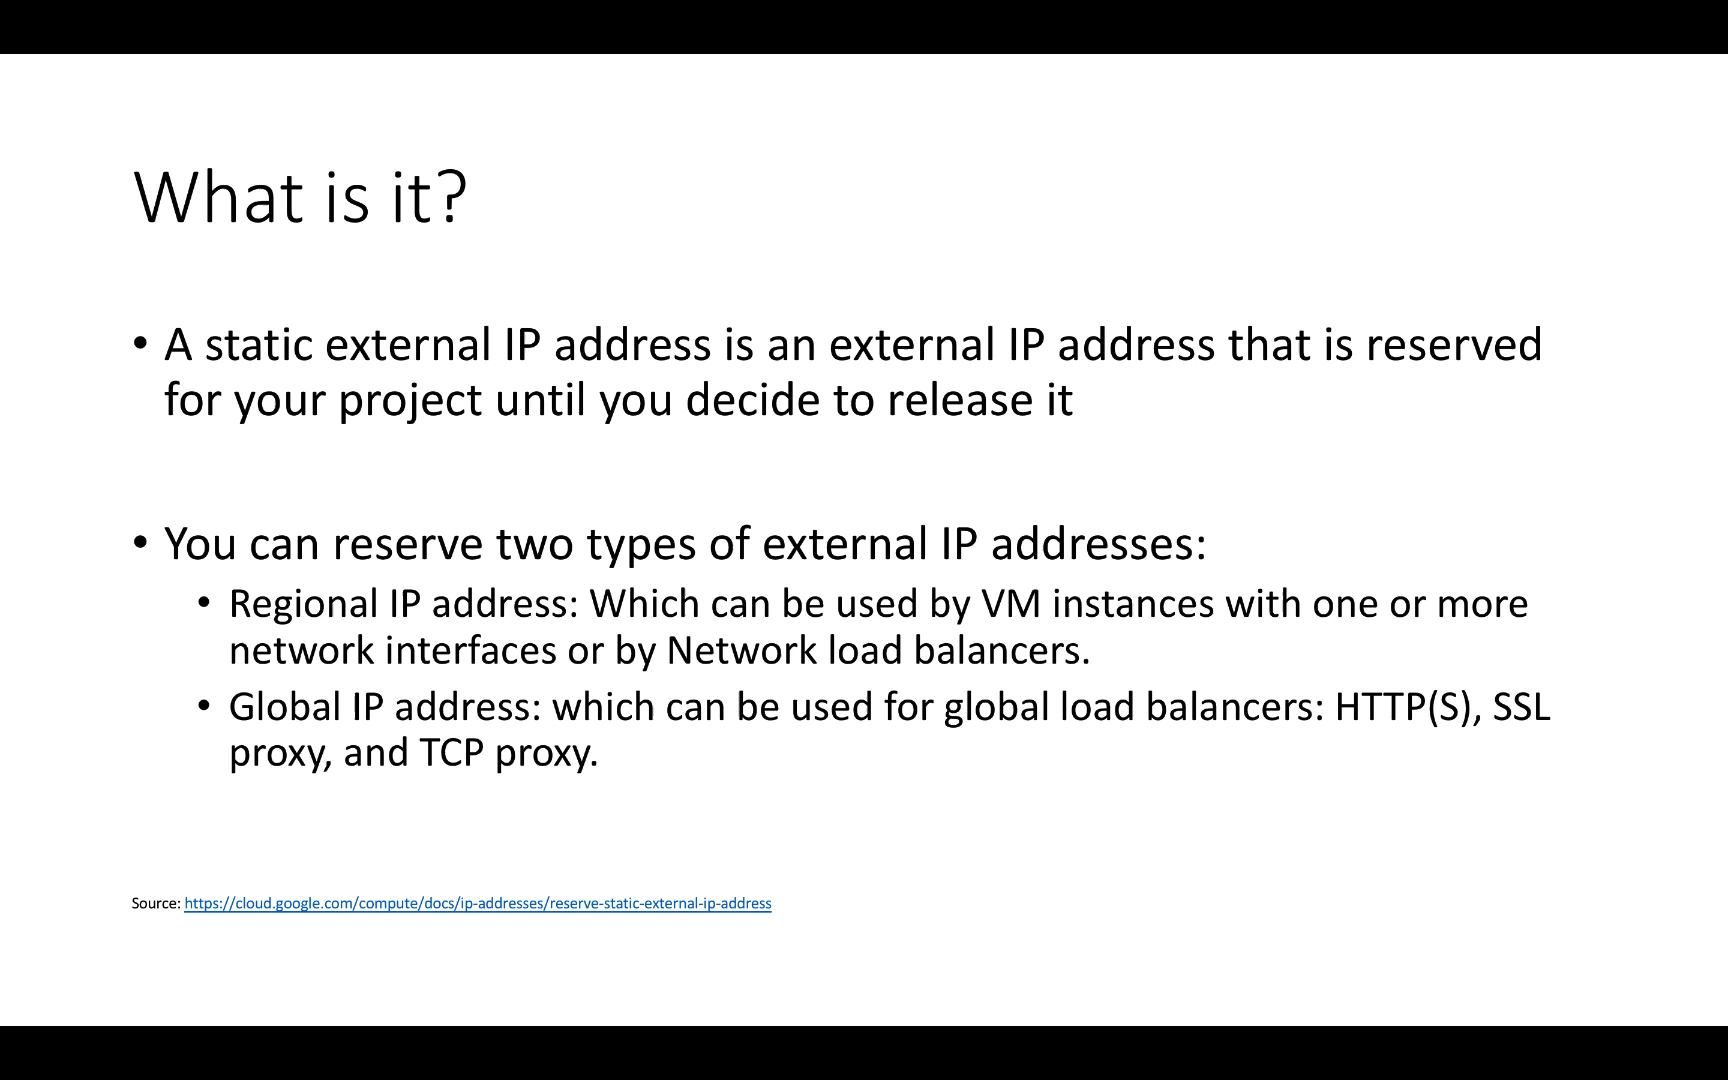 What is it?
• A static external IP address is an external IP address that is reserved
for your project until you decide to release it
• You can reserve two types of external IP addresses:
• Regional IP address: Which can be used by VM instances with one or more
network interfaces or by Network load balancers.
• Global IP address: which can be used for global load balancers: HTTP(S), SSL
proxy, and TCP proxy.
Source: https://cloud.google.com/compute/docs/ip-addresses/reserve-static-external-ip-address